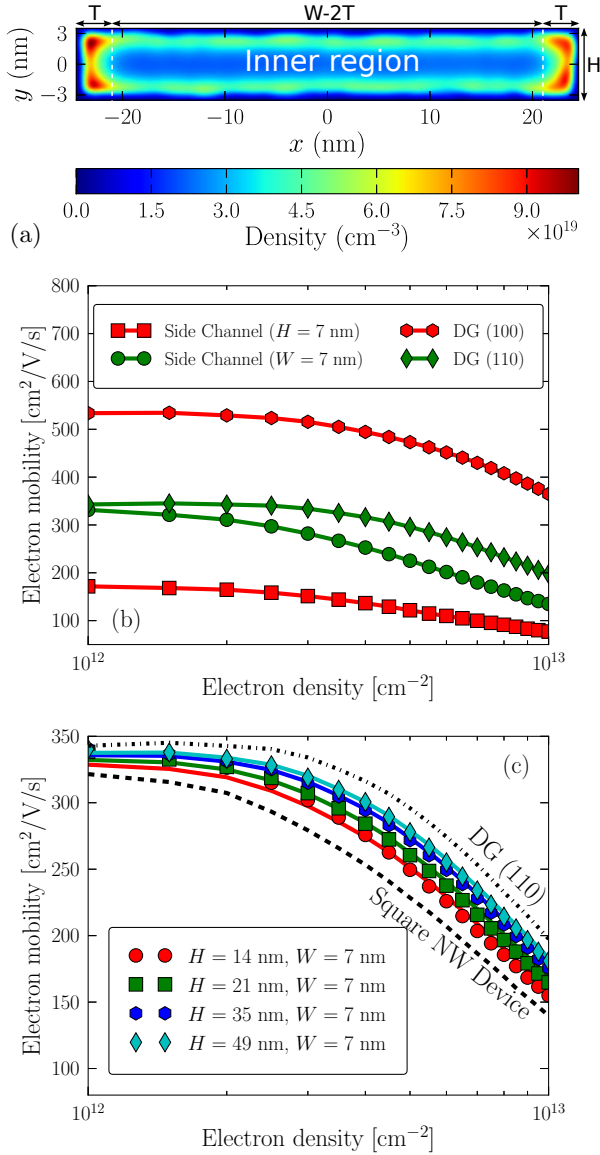 T W-2T T
3
0
−3
y (nm)
Inner region
H
−20 −10 0 10 20
x (nm)
0.0 1.5 3.0 4.5 6.0 7.5 9.0
(a) Density (cm⁻³) ×10¹⁹
800
700
600
500
400
300
200
100
Electron mobility [cm²/V/s]
Side Channel (H = 7 nm) DG (100)
Side Channel (W = 7 nm) DG (110)
(b)
10¹² 10¹³
Electron density [cm⁻²]
350
300
250
200
150
100
Electron mobility [cm²/V/s]
(c)
DG (110)
Square NW Device
H = 14 nm, W = 7 nm
H = 21 nm, W = 7 nm
H = 35 nm, W = 7 nm
H = 49 nm, W = 7 nm
10¹² 10¹³
Electron density [cm⁻²]